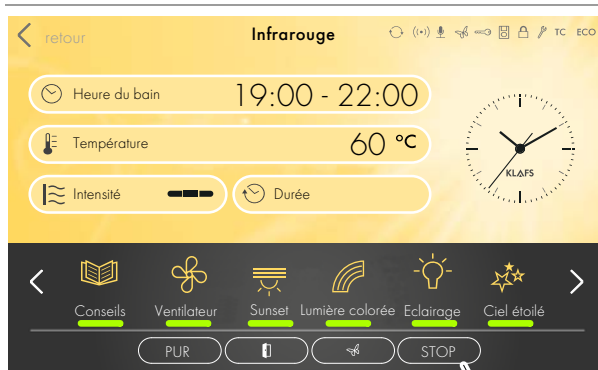 retour Infrarouge TC ECO
Heure du bain 19:00 - 22:00
Température 60 °C
KLAFS
Intensité Durée
Conseils Ventilateur Sunset Lumière colorée Eclairage Ciel étoilé
PUR STOP